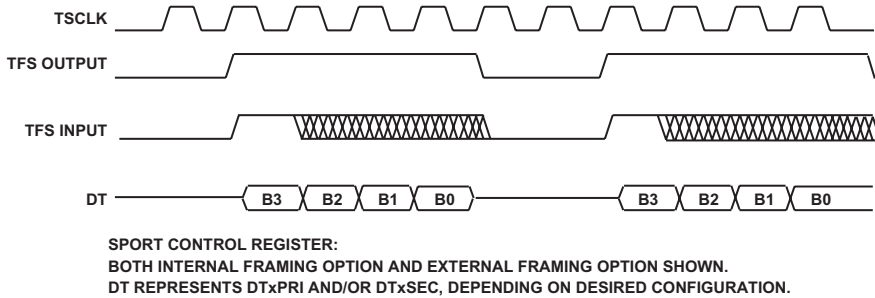 TSCLK
TFS OUTPUT
TFS INPUT
DT B3 B2 B1 B0 B3 B2 B1 B0
SPORT CONTROL REGISTER:
BOTH INTERNAL FRAMING OPTION AND EXTERNAL FRAMING OPTION SHOWN.
DT REPRESENTS DTxPRI AND/OR DTxSEC, DEPENDING ON DESIRED CONFIGURATION.